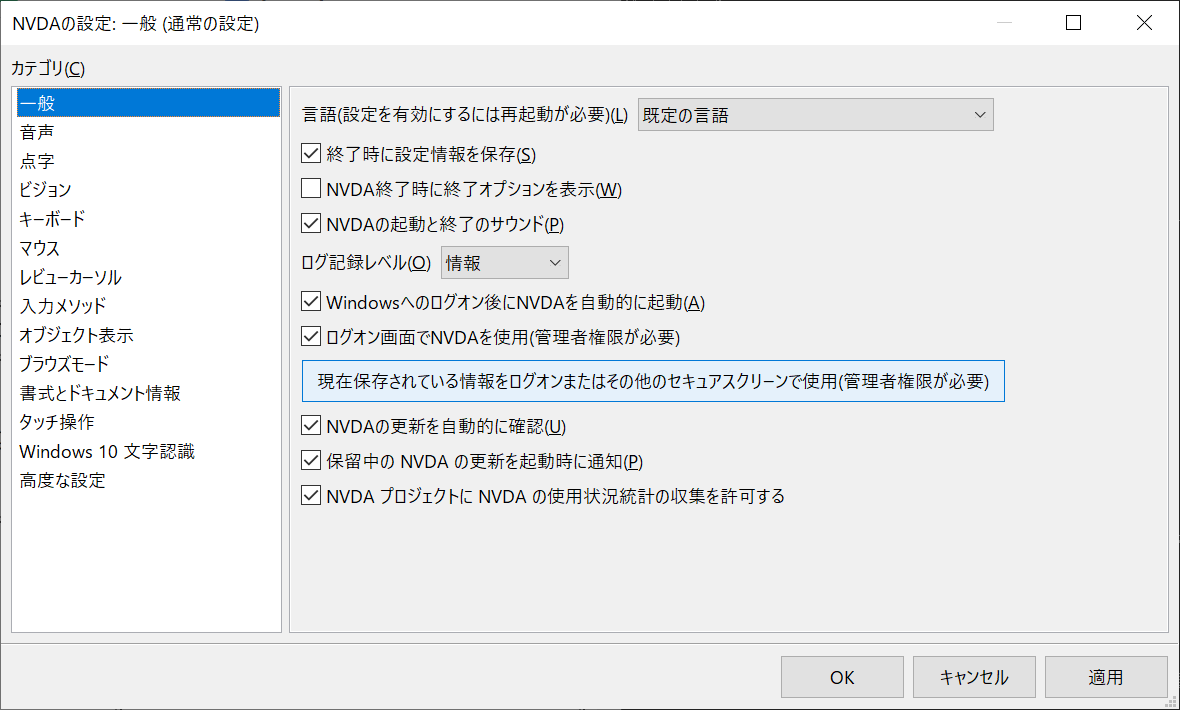 NVDAの設定: 一般 (通常の設定)
カテゴリ(C)
一般
音声
点字
ビジョン
キーボード
マウス
レビューカーソル
入力メソッド
オブジェクト表示
ブラウズモード
書式とドキュメント情報
タッチ操作
Windows 10 文字認識
高度な設定
言語(設定を有効にするには再起動が必要)(L) 既定の言語
終了時に設定情報を保存(S)
NVDA終了時に終了オプションを表示(W)
NVDAの起動と終了のサウンド(P)
ログ記録レベル(O) 情報
Windowsへのログオン後にNVDAを自動的に起動(A)
ログオン画面でNVDAを使用(管理者権限が必要)
現在保存されている情報をログオンまたはその他のセキュアスクリーンで使用(管理者権限が必要)
NVDAの更新を自動的に確認(U)
保留中の NVDA の更新を起動時に通知(P)
NVDA プロジェクトに NVDA の使用状況統計の収集を許可する
OK キャンセル 適用